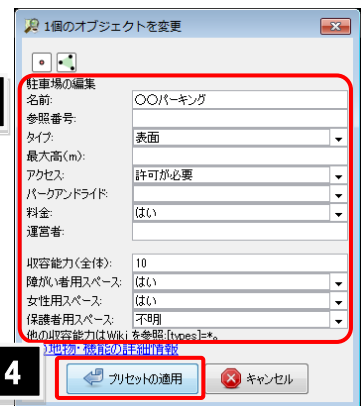 1個のオブジェクトを変更
駐車場の編集
名前: 〇〇パーキング
参照番号:
タイプ: 表面
最大高(m):
アクセス: 許可が必要
パークアンドライド:
料金: はい
運営者:
収容能力(全体): 10
障がい者用スペース: はい
女性用スペース: はい
保護者用スペース: 不明
他の収容能力はWikiを参照:[types]=*。
地物・機能の詳細情報
4
プリセットの適用 キャンセル